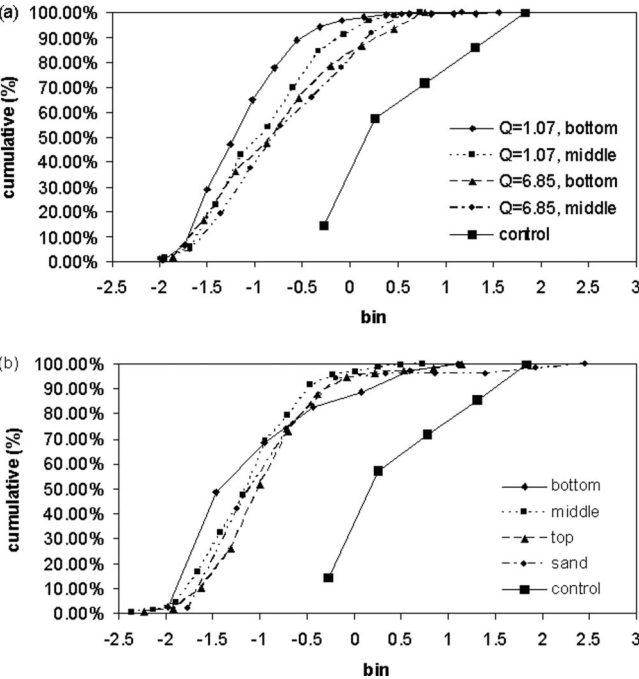 (a)
100.00%
90.00%
80.00%
70.00%
60.00%
50.00%
40.00%
30.00%
20.00%
10.00%
0.00%
cumulative (%)
-2.5 -2 -1.5 -1 -0.5 0 0.5 1 1.5 2 2.5 3
bin
Q=1.07, bottom
Q=1.07, middle
Q=6.85, bottom
Q=6.85, middle
control
(b)
100.00%
90.00%
80.00%
70.00%
60.00%
50.00%
40.00%
30.00%
20.00%
10.00%
0.00%
cumulative (%)
-2.5 -2 -1.5 -1 -0.5 0 0.5 1 1.5 2 2.5 3
bin
bottom
middle
top
sand
control